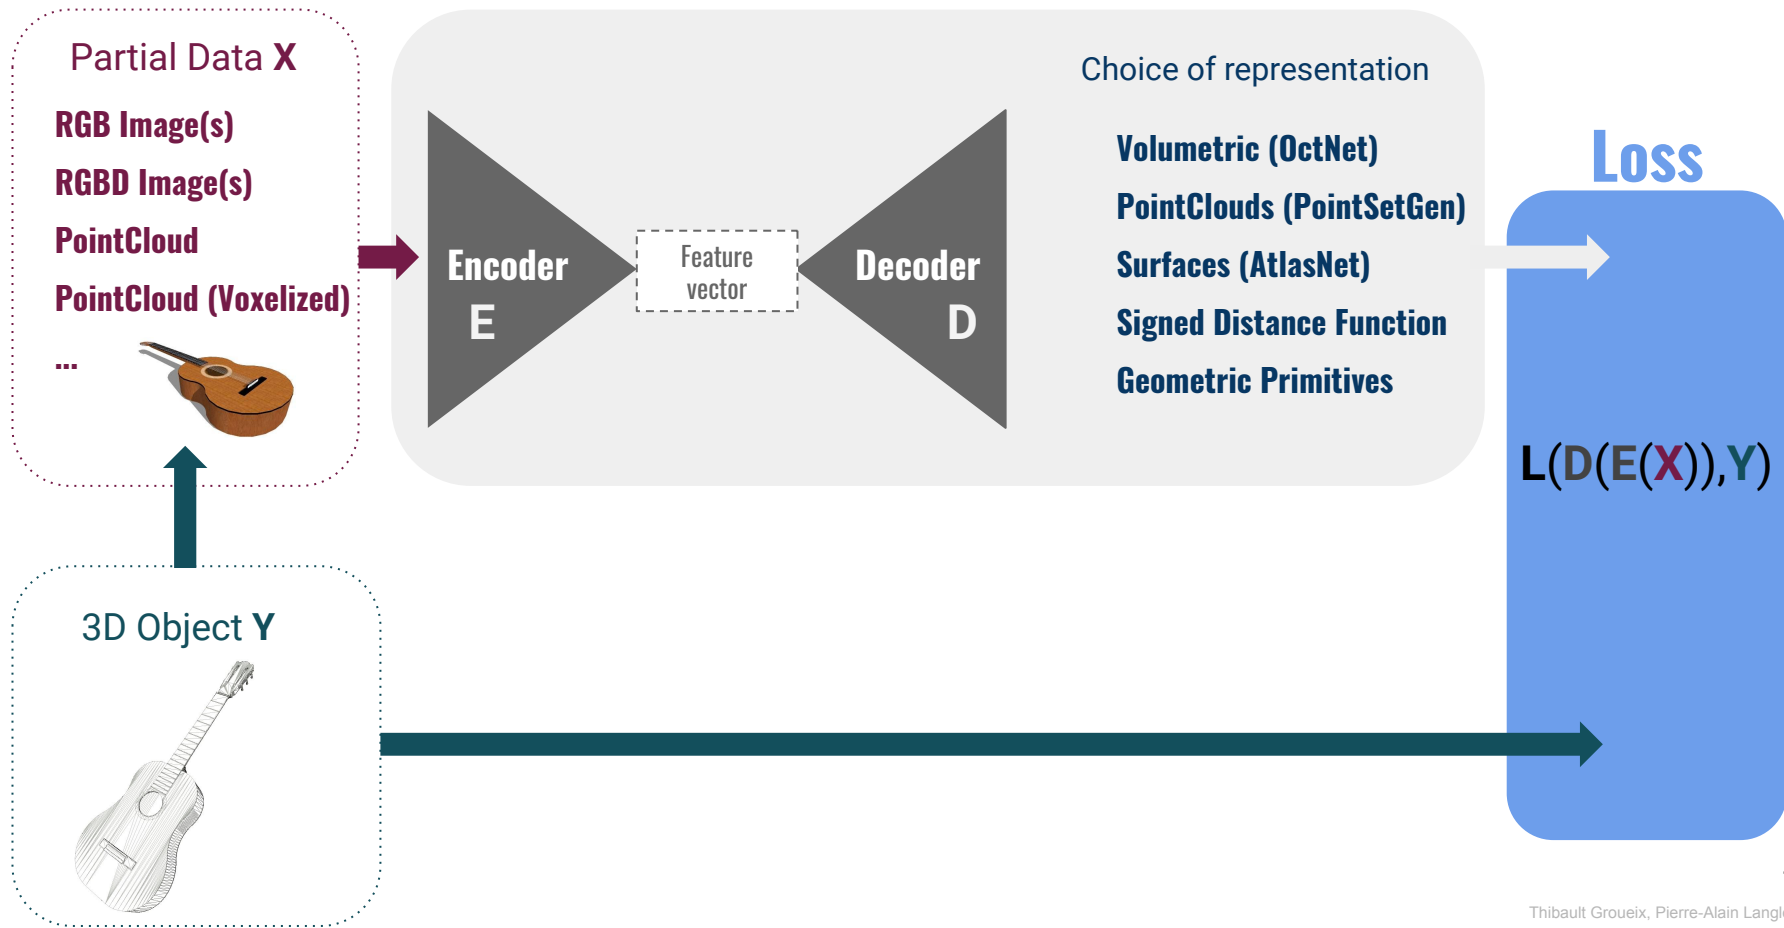 Partial Data X
RGB Image(s)
RGBD Image(s)
PointCloud
PointCloud (Voxelized)
...
Encoder
E
Feature
vector
Decoder
D
Choice of representation
Volumetric (OctNet)
PointClouds (PointSetGen)
Surfaces (AtlasNet)
Signed Distance Function
Geometric Primitives
Loss
L(D(E(X)),Y)
3D Object Y
Thibault Groueix, Pierre-Alain